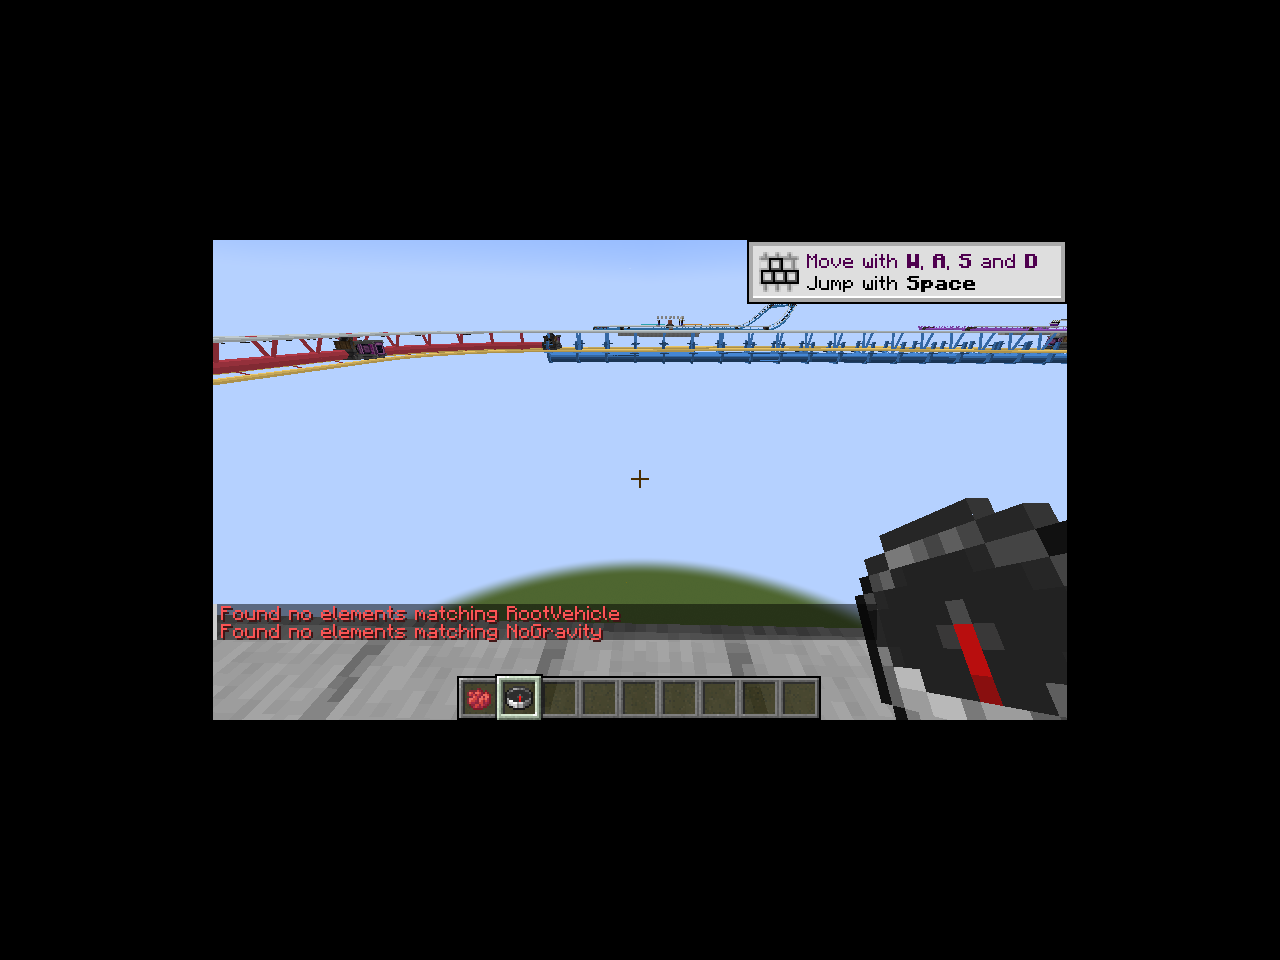 Move with W, A, S and D
Jump with Space
Found no elements matching RootVehicle
Found no elements matching NoGravity